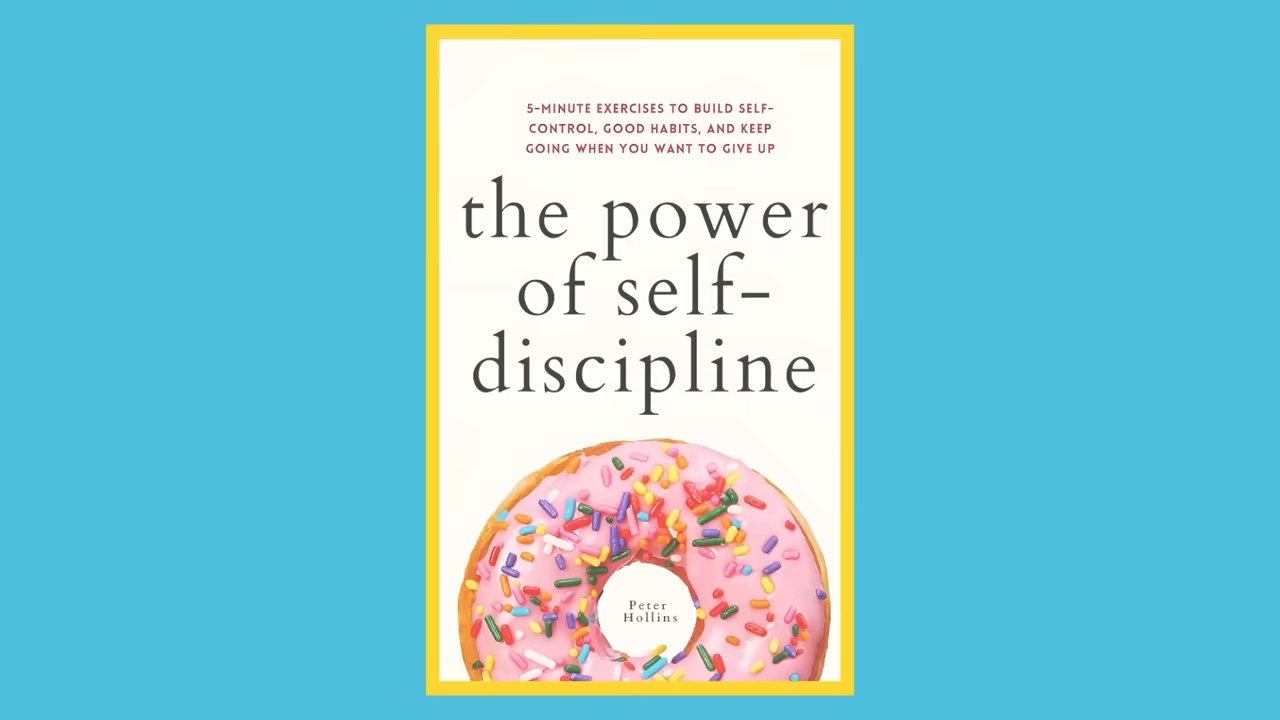 5-MINUTE EXERCISES TO BUILD SELF-
CONTROL, GOOD HABITS, AND KEEP
GOING WHEN YOU WANT TO GIVE UP
the power
of self-
discipline
Peter
Hollins